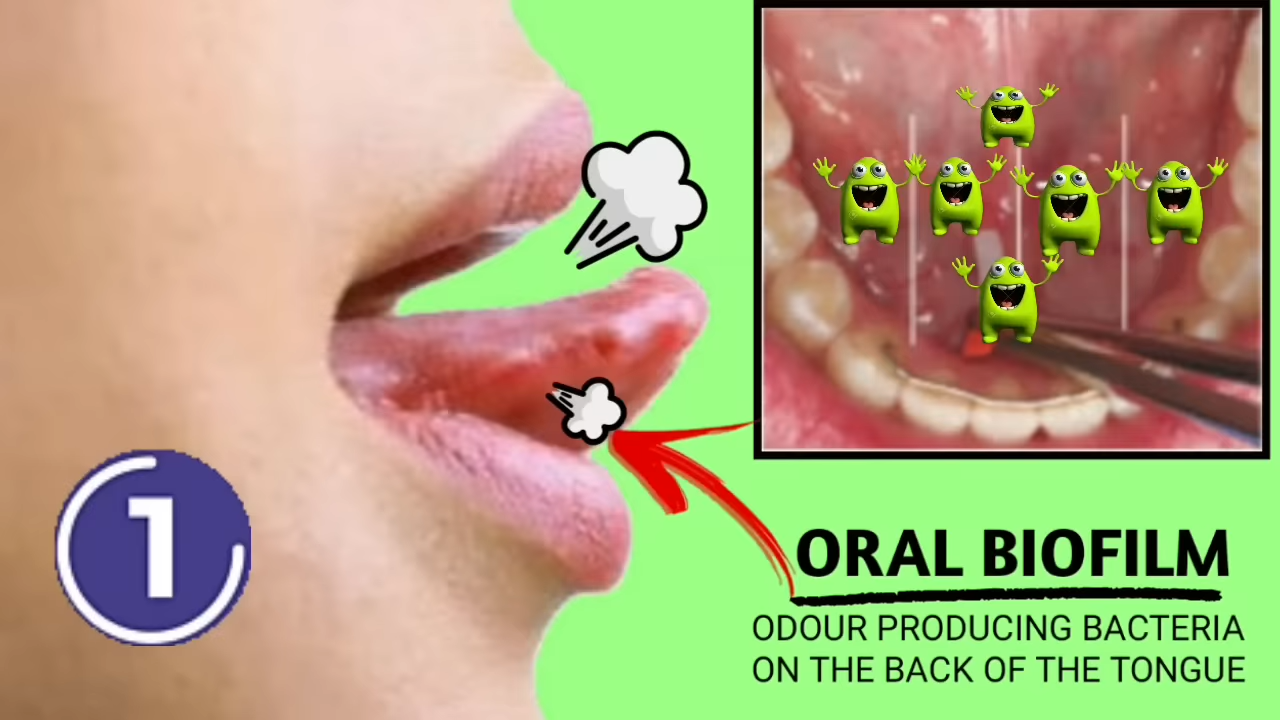 1
ORAL BIOFILM
ODOUR PRODUCING BACTERIA
ON THE BACK OF THE TONGUE